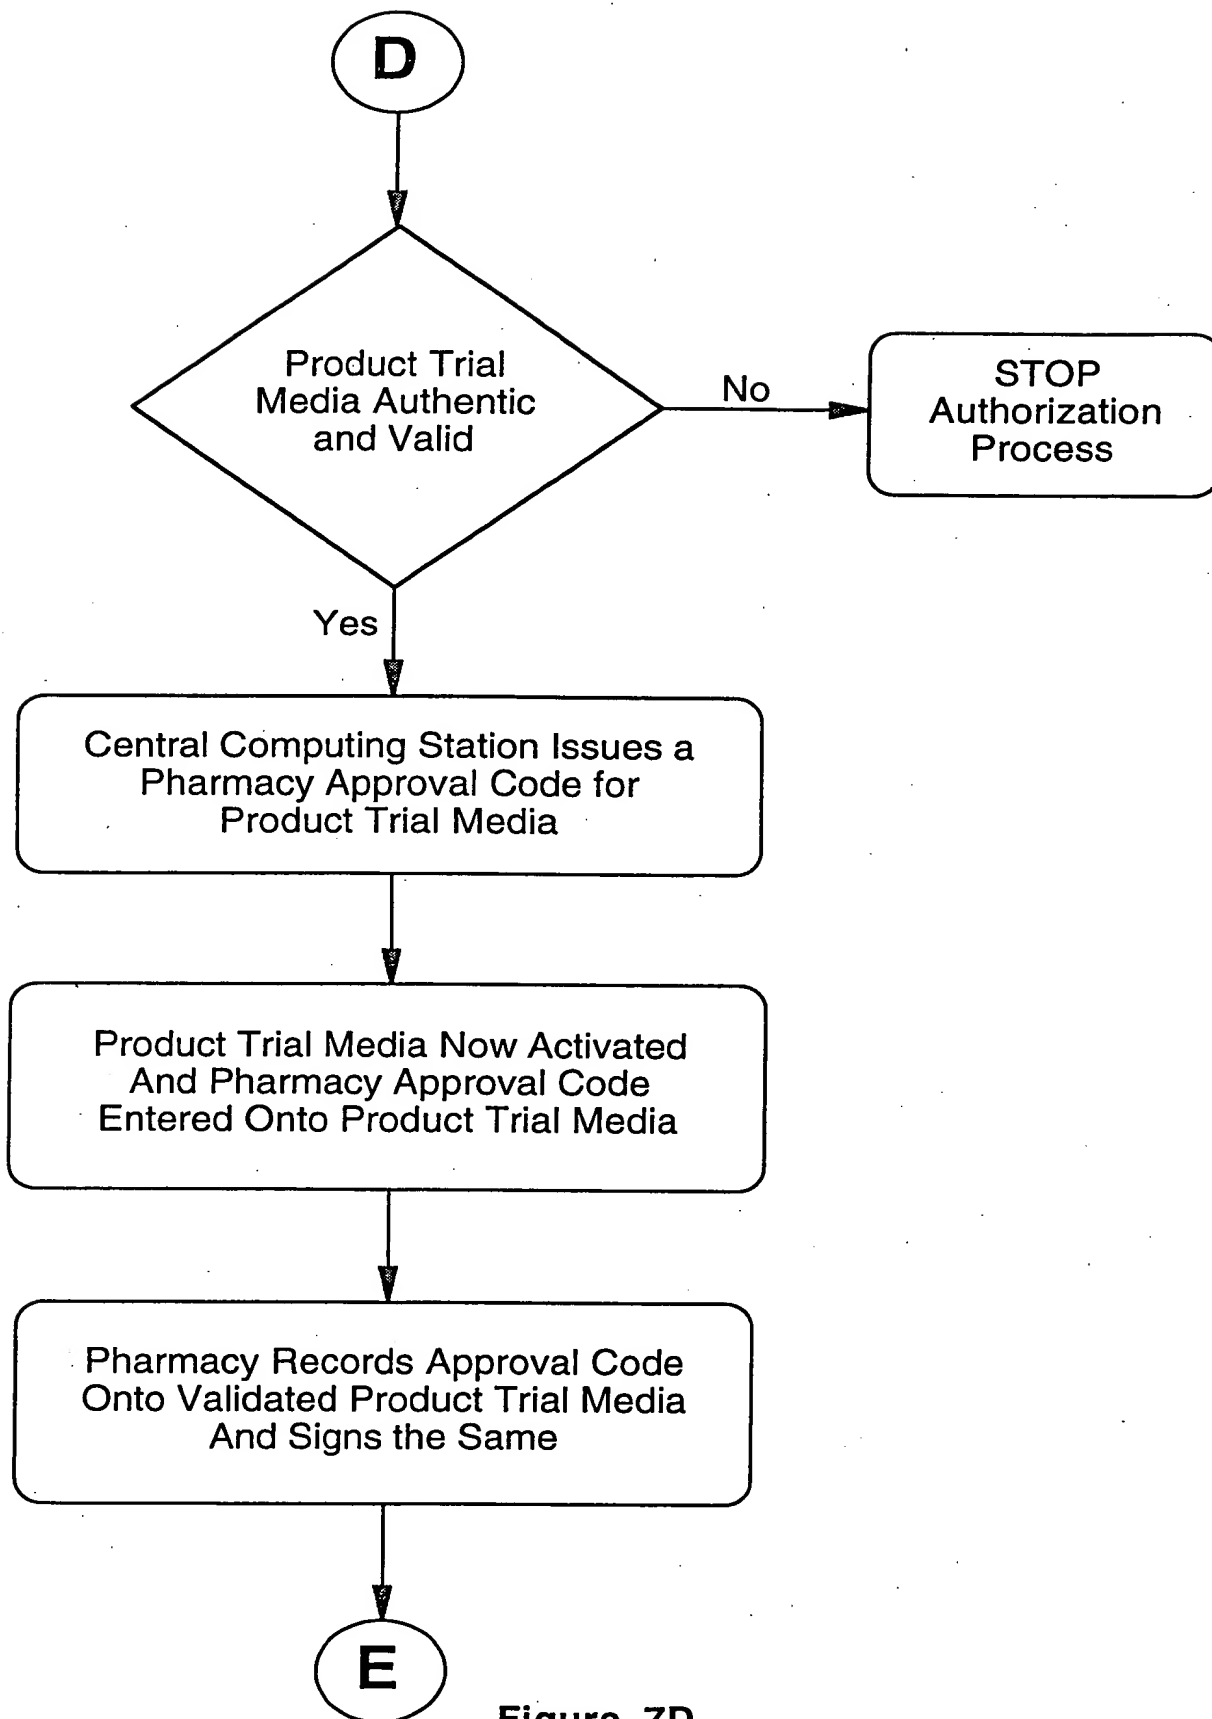 D
Product Trial
Media Authentic
and Valid
No
STOP
Authorization
Process
Yes
Central Computing Station Issues a
Pharmacy Approval Code for
Product Trial Media
Product Trial Media Now Activated
And Pharmacy Approval Code
Entered Onto Product Trial Media
Pharmacy Records Approval Code
Onto Validated Product Trial Media
And Signs the Same
E
Figure 7D